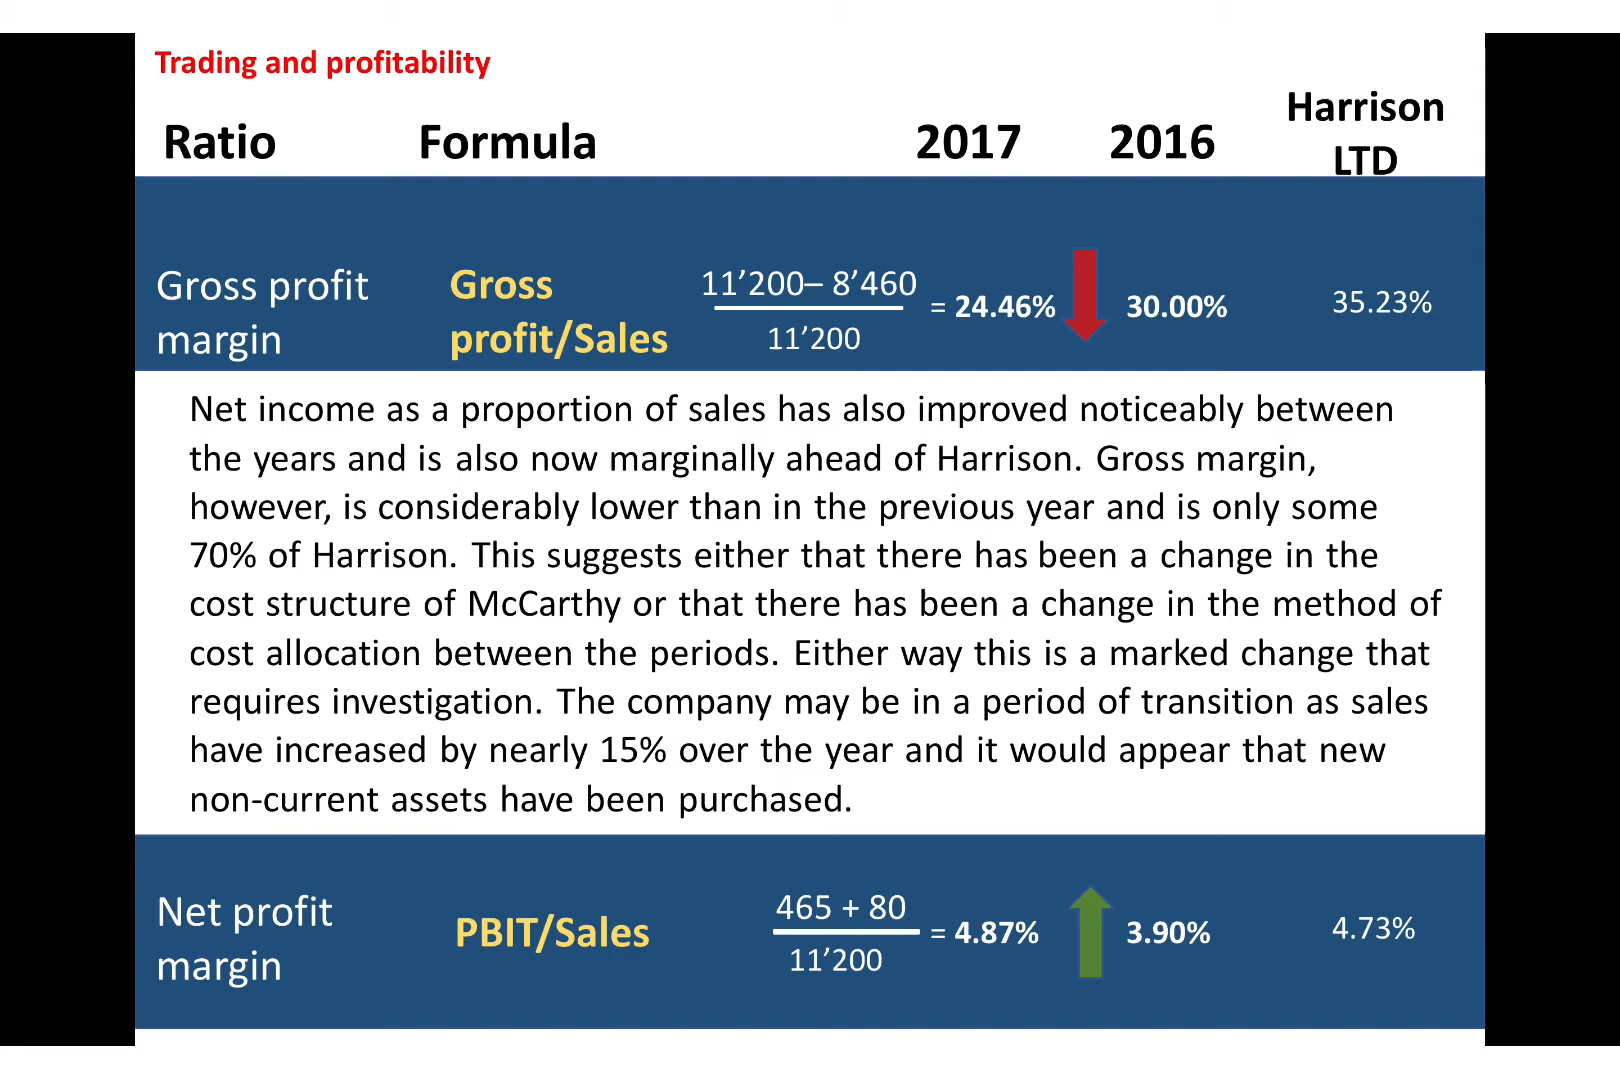 Trading and profitability
Ratio Formula 2017 2016 Harrison
LTD
Gross profit
margin
Gross
profit/Sales
11’200– 8’460
11’200
= 24.46%
30.00%
35.23%
Net income as a proportion of sales has also improved noticeably between
the years and is also now marginally ahead of Harrison. Gross margin,
however, is considerably lower than in the previous year and is only some
70% of Harrison. This suggests either that there has been a change in the
cost structure of McCarthy or that there has been a change in the method of
cost allocation between the periods. Either way this is a marked change that
requires investigation. The company may be in a period of transition as sales
have increased by nearly 15% over the year and it would appear that new
non-current assets have been purchased.
Net profit
margin
PBIT/Sales
465 + 80
11’200
= 4.87%
3.90%
4.73%